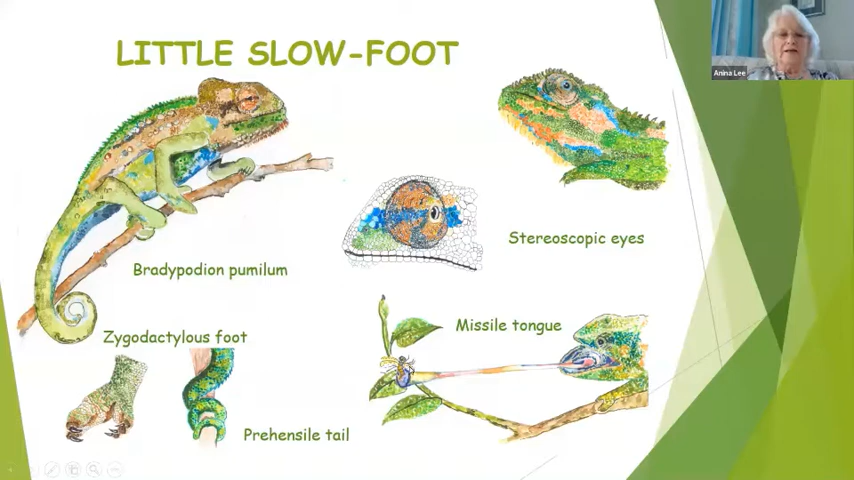 LITTLE SLOW-FOOT
Anina Lee
Stereoscopic eyes
Bradypodion pumilum
Missile tongue
Zygodactylous foot
Prehensile tail